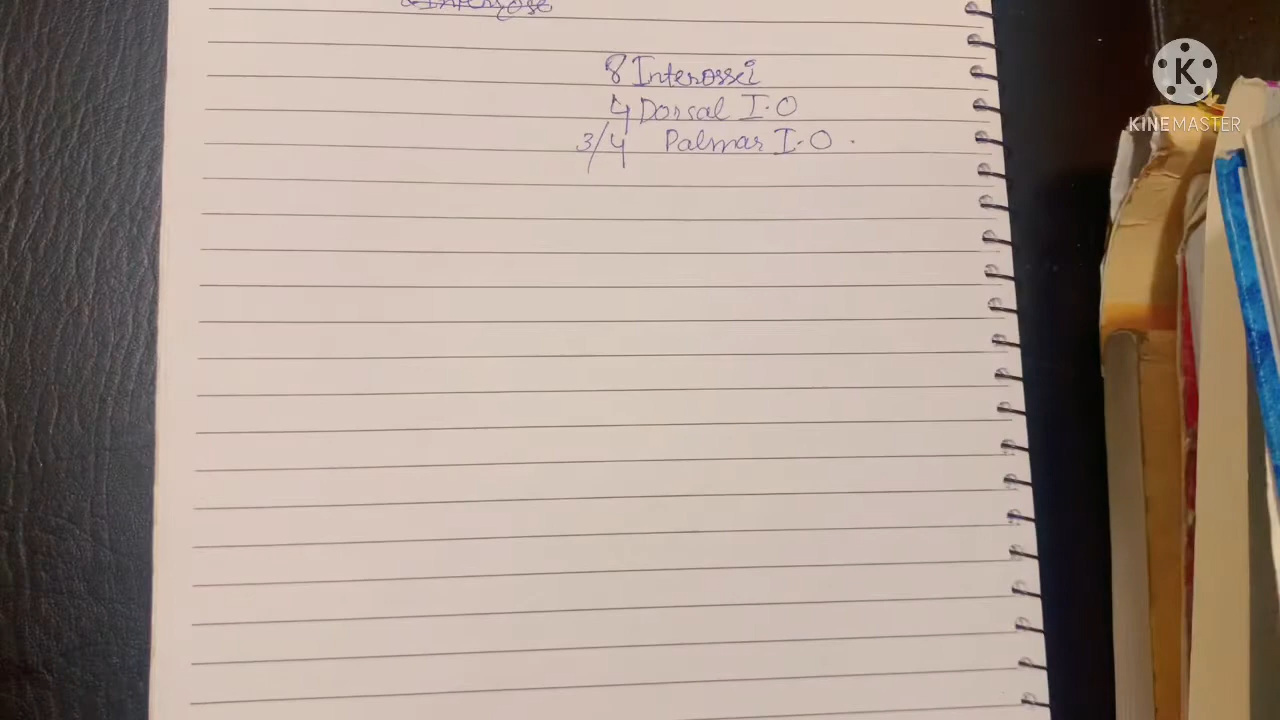 8 Interossei
4 Dorsal I.O
3/4 Palmar I.O.
K
KINEMASTER